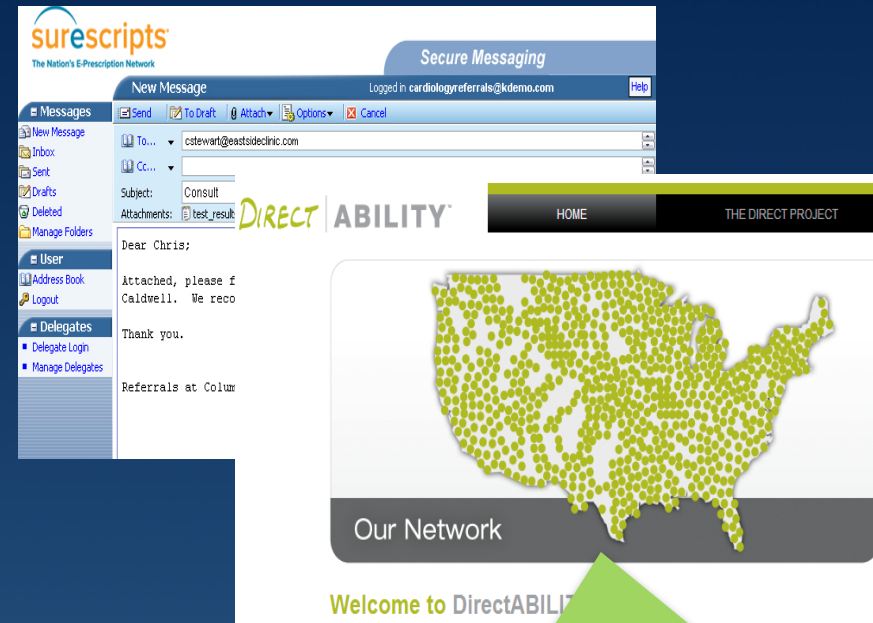 surescripts
The Nation's E-Prescription Network
Secure Messaging
New Message
Logged in cardiologyreferrals@kdemo.com
Help
Messages
New Message
Inbox
Sent
Drafts
Deleted
Manage Folders
User
Address Book
Logout
Delegates
Delegate Login
Manage Delegates
Send To Draft Attach Options Cancel
To... cstewart@eastsideclinic.com
Cc...
Subject: Consult
Attachments: test_result
Dear Chris;
Attached, please f
Caldwell. We reco
Thank you.
Referrals at Colum
DIRECT ABILITY
HOME
THE DIRECT PROJECT
Our Network
Welcome to DirectABILI